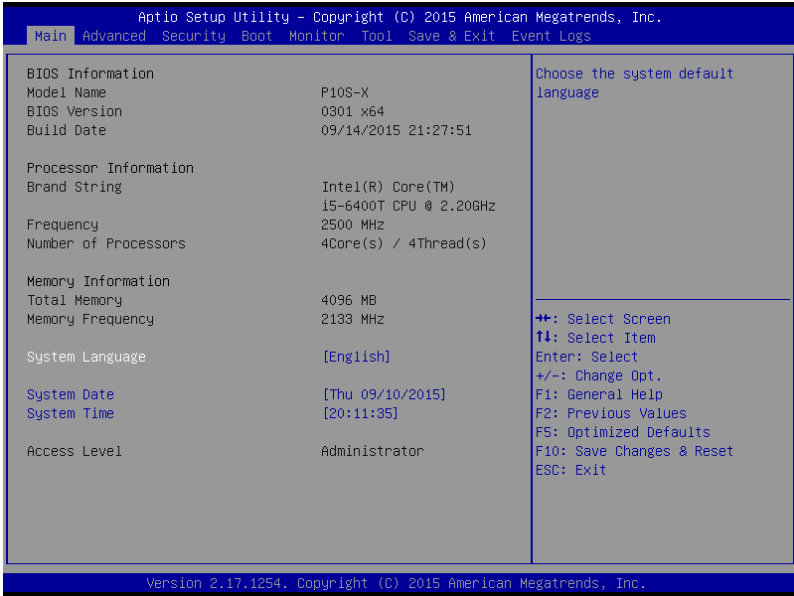 Aptio Setup Utility – Copyright (C) 2015 American Megatrends, Inc.
Main Advanced Security Boot Monitor Tool Save & Exit Event Logs
BIOS Information
Model Name P10S-X
BIOS Version 0301 x64
Build Date 09/14/2015 21:27:51
Processor Information
Brand String Intel(R) Core(TM)
i5-6400T CPU @ 2.20GHz
Frequency 2500 MHz
Number of Processors 4Core(s) / 4Thread(s)
Memory Information
Total Memory 4096 MB
Memory Frequency 2133 MHz
System Language [English]
System Date [Thu 09/10/2015]
System Time [20:11:35]
Access Level Administrator
Choose the system default
language
→←: Select Screen
↑↓: Select Item
Enter: Select
+/-: Change Opt.
F1: General Help
F2: Previous Values
F5: Optimized Defaults
F10: Save Changes & Reset
ESC: Exit
Version 2.17.1254. Copyright (C) 2015 American Megatrends, Inc.